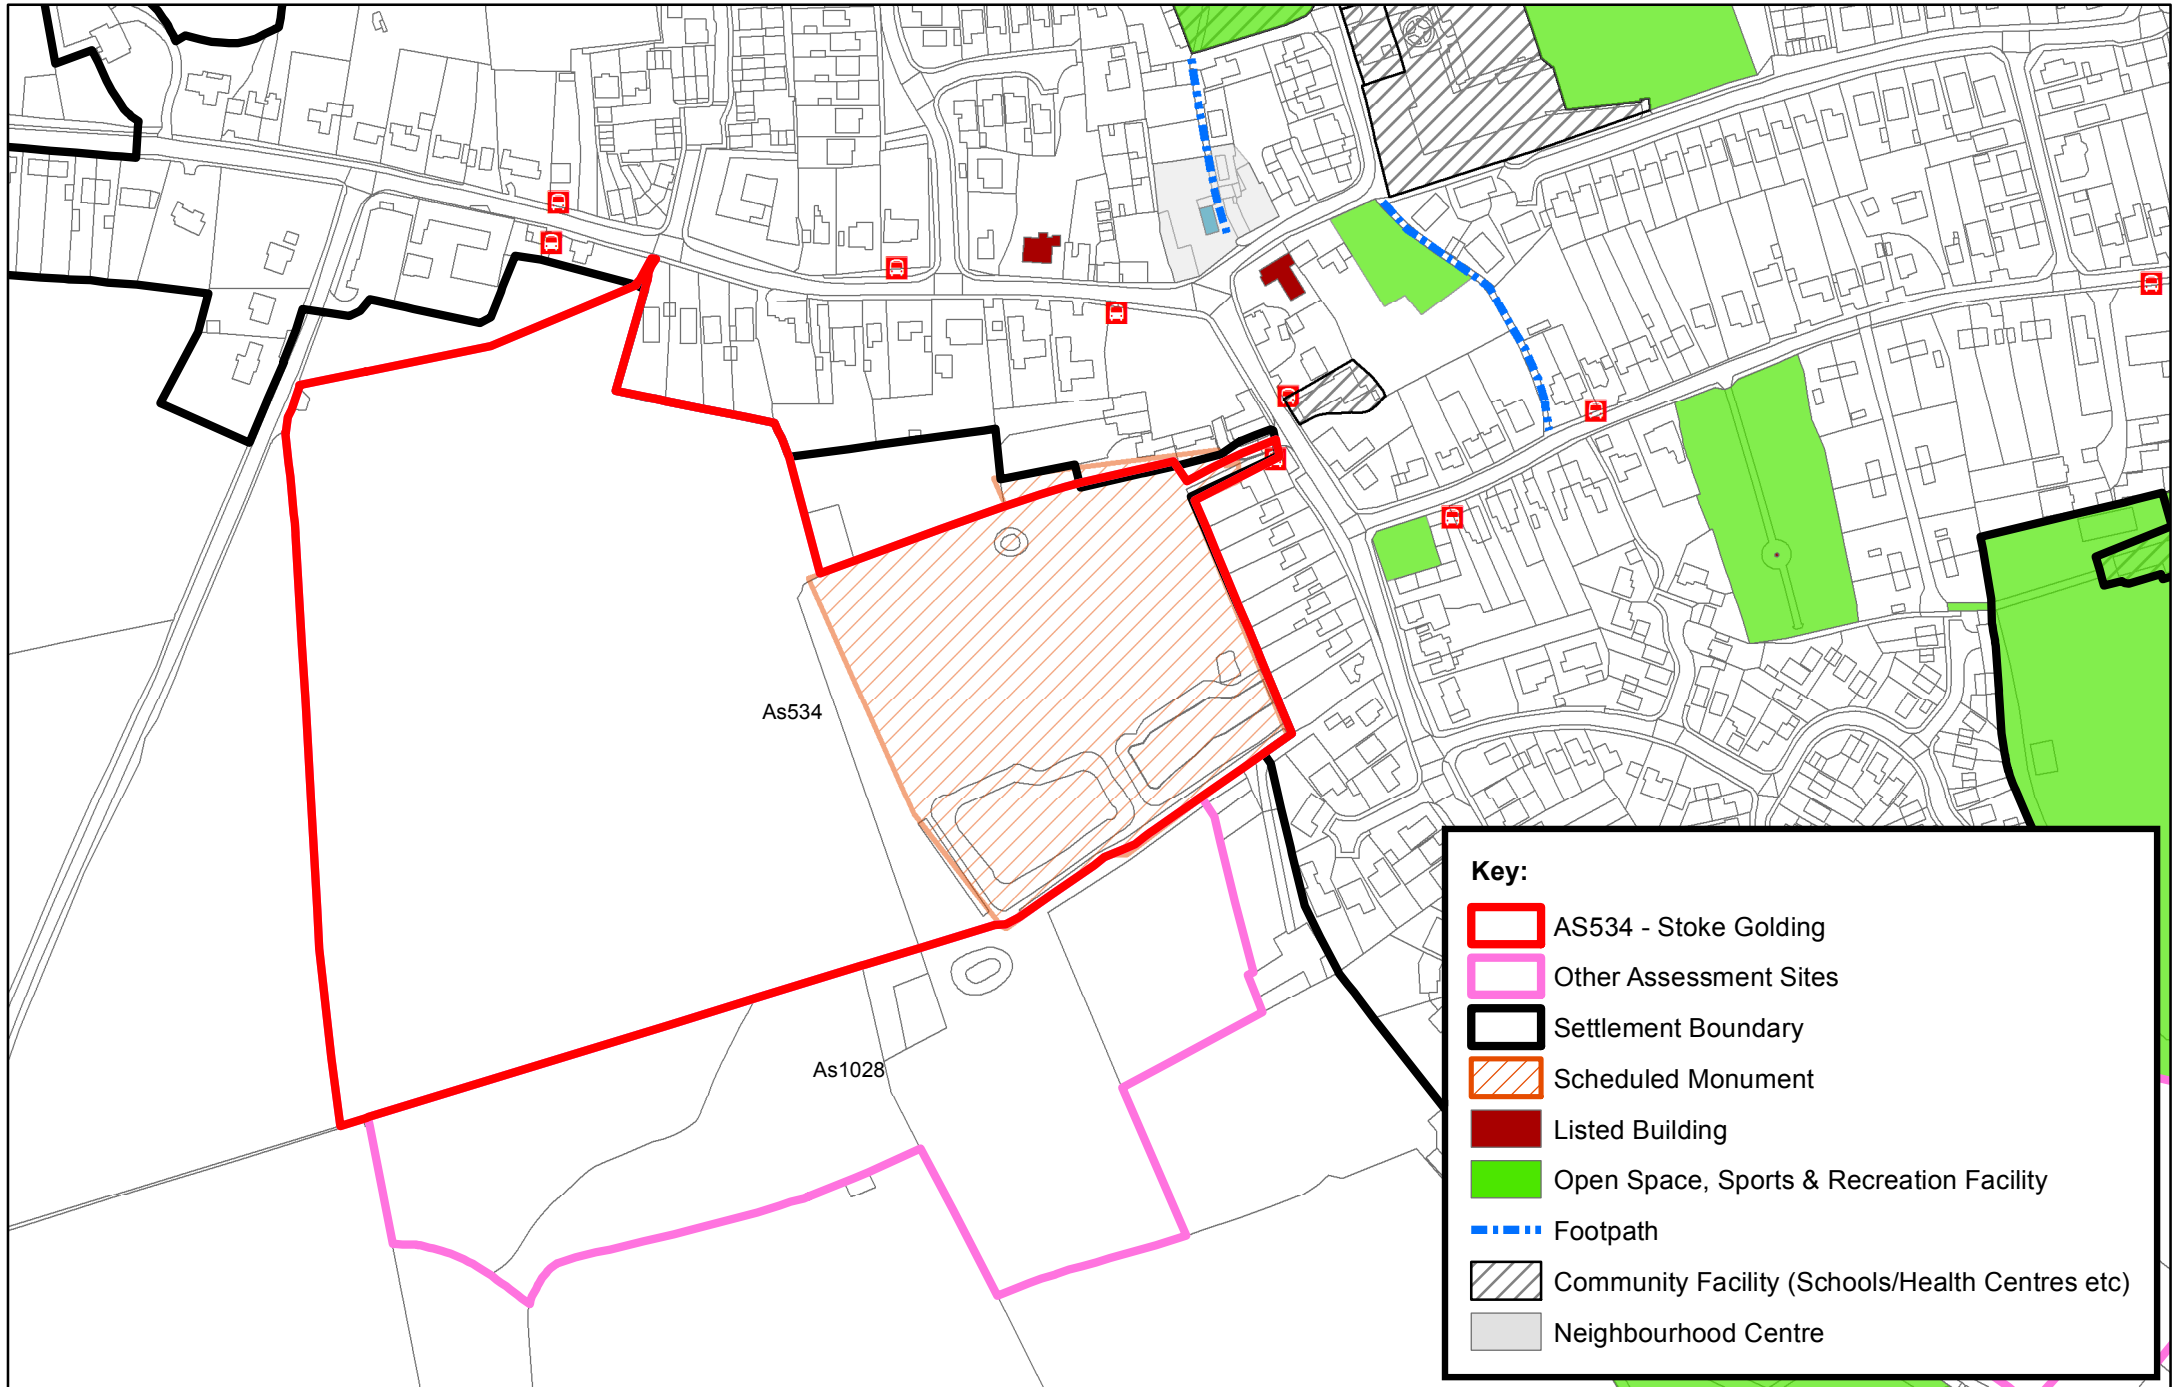 As534
As1028
Key:
AS534 - Stoke Golding
Other Assessment Sites
Settlement Boundary
Scheduled Monument
Listed Building
Open Space, Sports & Recreation Facility
Footpath
Community Facility (Schools/Health Centres etc)
Neighbourhood Centre